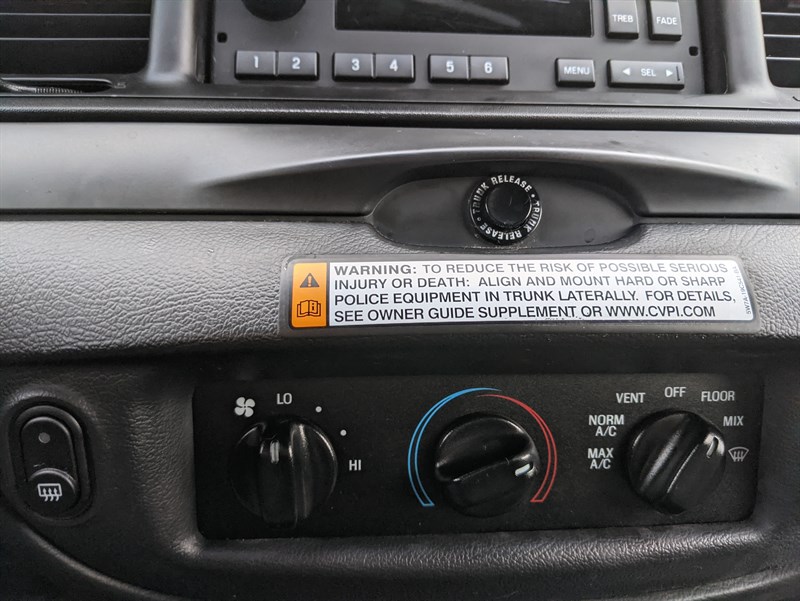 TREB FADE
1 2 3 4 5 6 MENU ◄ SEL ►
TRUNK RELEASE • TRUNK RELEASE •
WARNING: TO REDUCE THE RISK OF POSSIBLE SERIOUS
INJURY OR DEATH: ALIGN AND MOUNT HARD OR SHARP
POLICE EQUIPMENT IN TRUNK LATERALLY. FOR DETAILS,
SEE OWNER GUIDE SUPPLEMENT OR WWW.CVPI.COM
LO
HI
VENT OFF FLOOR
NORM
A/C
MIX
MAX
A/C